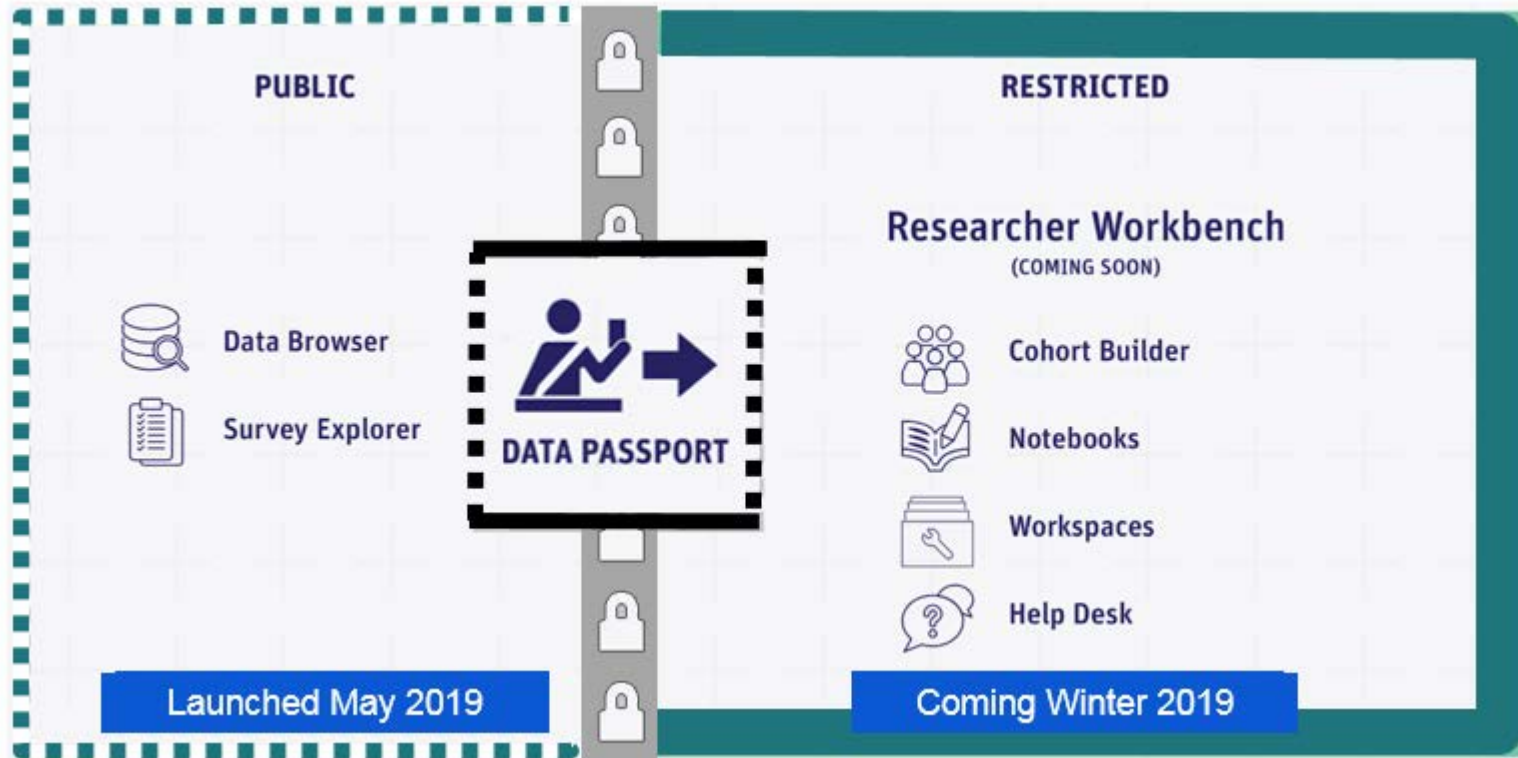 PUBLIC
Data Browser
Survey Explorer
Launched May 2019
DATA PASSPORT
RESTRICTED
Researcher Workbench
(COMING SOON)
Cohort Builder
Notebooks
Workspaces
Help Desk
Coming Winter 2019